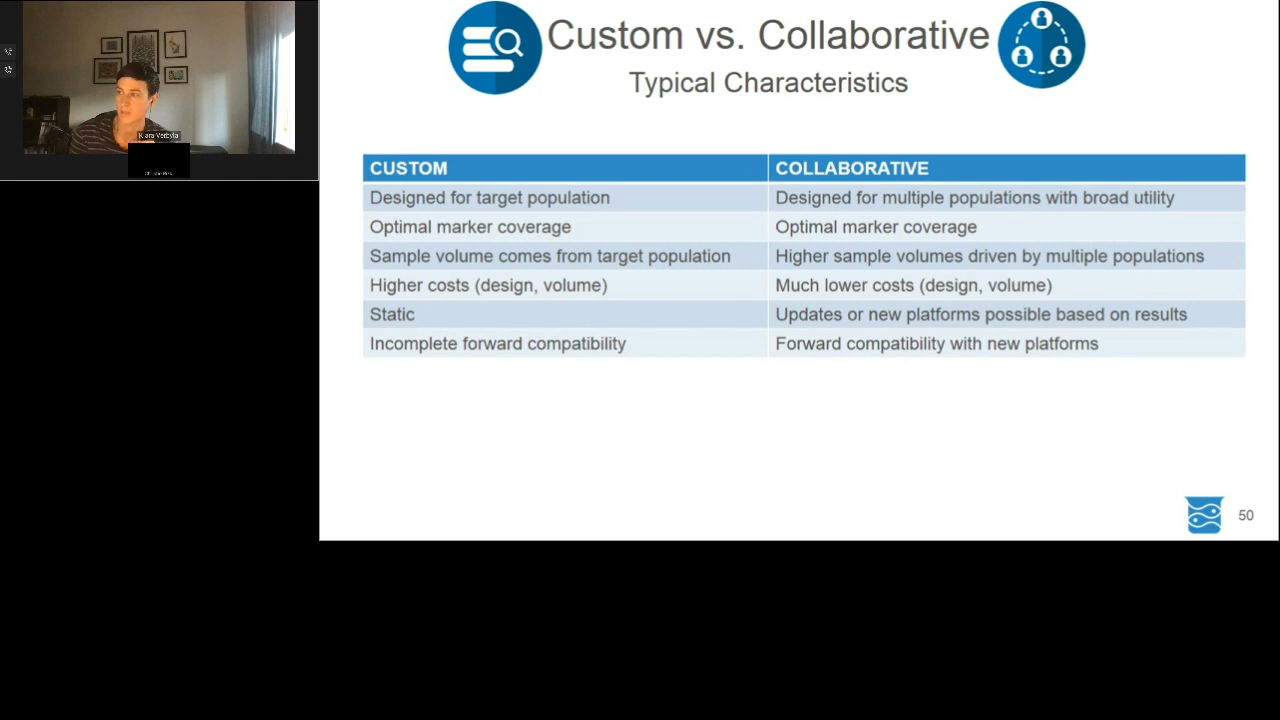 Custom vs. Collaborative
Typical Characteristics
Klara Verbyla
CUSTOM COLLABORATIVE
Designed for target population Designed for multiple populations with broad utility
Optimal marker coverage Optimal marker coverage
Sample volume comes from target population Higher sample volumes driven by multiple populations
Higher costs (design, volume) Much lower costs (design, volume)
Static Updates or new platforms possible based on results
Incomplete forward compatibility Forward compatibility with new platforms
50